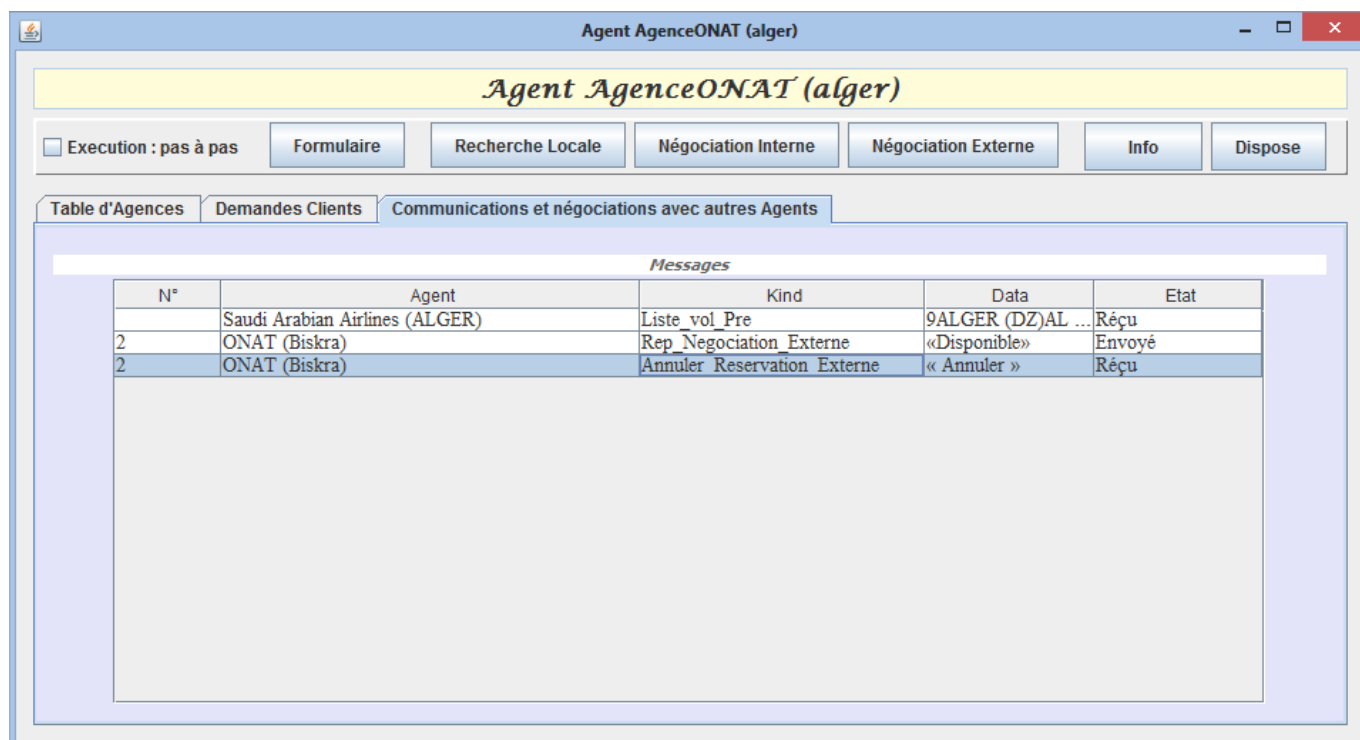 Agent AgenceONAT (alger)
Agent AgenceONAT (alger)
Execution : pas à pas Formulaire Recherche Locale Négociation Interne Négociation Externe Info Dispose
Table d'Agences Demandes Clients Communications et négociations avec autres Agents
Messages
N° Agent Kind Data Etat
Saudi Arabian Airlines (ALGER) Liste_vol_Pre 9ALGER (DZ)AL ... Réçu
2 ONAT (Biskra) Rep_Negociation_Externe «Disponible» Envoyé
2 ONAT (Biskra) Annuler_Reservation_Externe « Annuler » Réçu